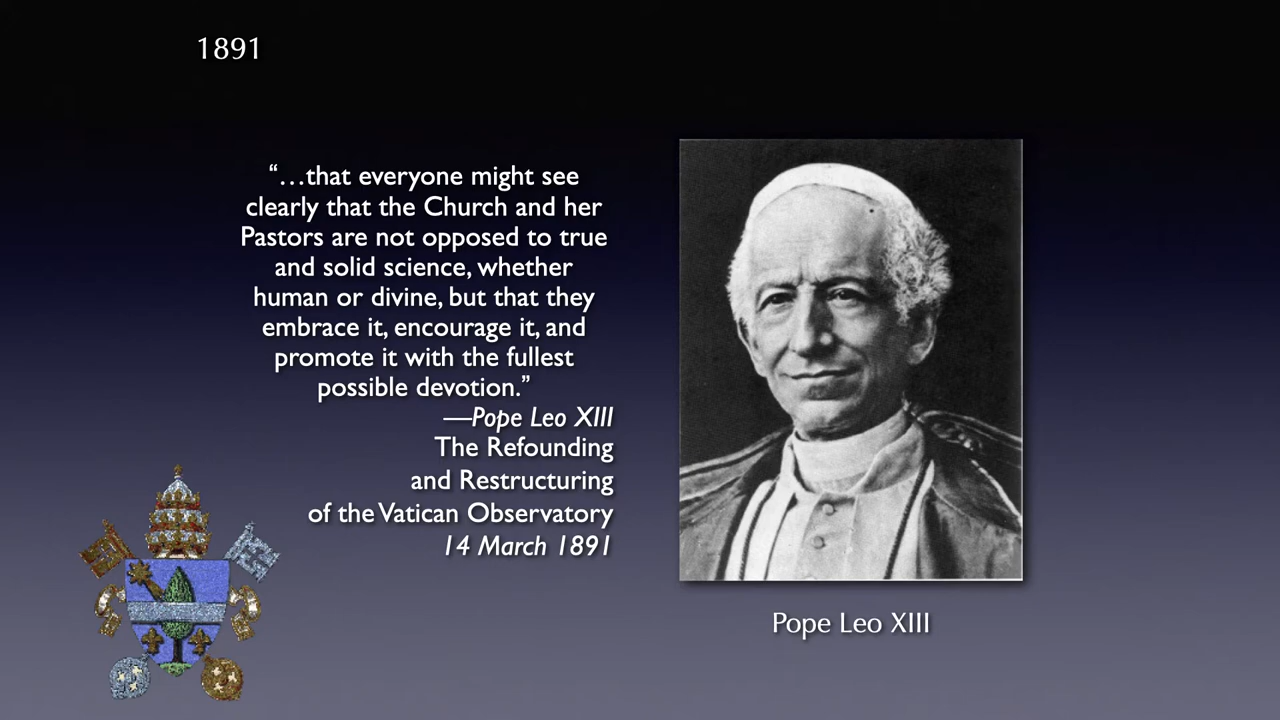 1891
“…that everyone might see
clearly that the Church and her
Pastors are not opposed to true
and solid science, whether
human or divine, but that they
embrace it, encourage it, and
promote it with the fullest
possible devotion.”
—Pope Leo XIII
The Refounding
and Restructuring
of the Vatican Observatory
14 March 1891
Pope Leo XIII